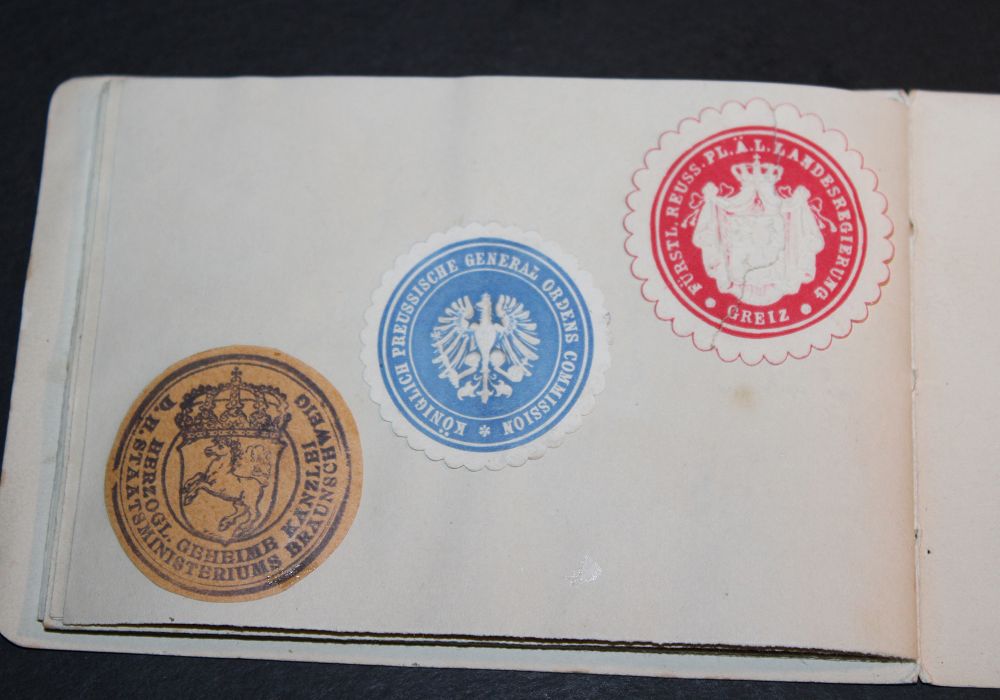 FÜRSTL. REUSS. PL. Ä. L. LANDESREGIERUNG
GREIZ
KÖNIGLICH PREUSSISCHE GENERAL ORDENS COMMISSION
HERZOGL. GEHEIME KANZLEI
D. H. STAATSMINISTERIUMS BRAUNSCHWEIG